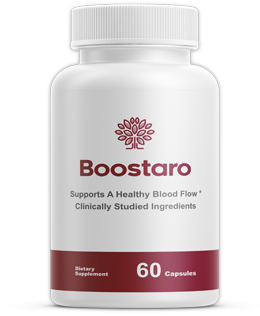 Boostaro
Supports A Healthy Blood Flow*
Clinically Studied Ingredients
Dietary
Supplement
60 Capsules